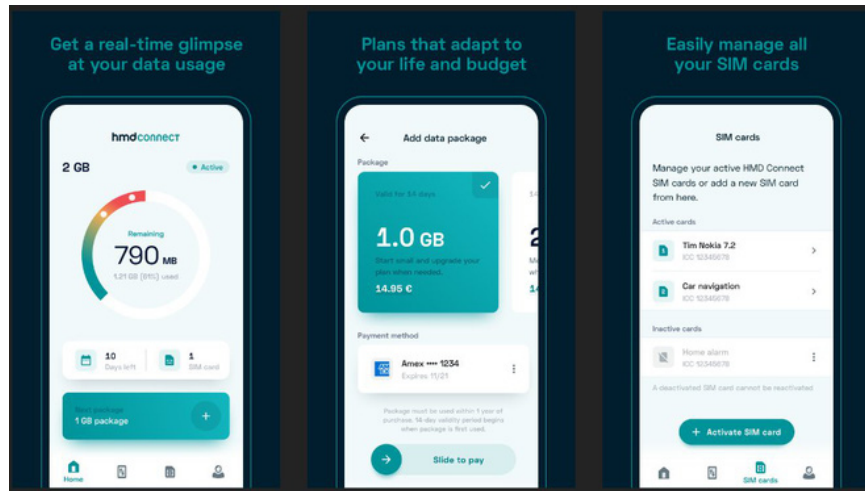 Get a real-time glimpse
at your data usage
hmdconnect
2 GB
Active
Remaining
790 MB
1.21 GB (81%) used
10
Days left
1
SIM card
Next package
1 GB package
+
Home
Plans that adapt to
your life and budget
Add data package
Package
Valid for 14 days
1.0 GB
Start small and upgrade your
plan when needed.
14.95 €
Payment method
Amex •••• 1234
Expires 11/21
Package must be used within 1 year of
purchase. 14-day validity period begins
when package is first used.
Slide to pay
Easily manage all
your SIM cards
SIM cards
Manage your active HMD Connect
SIM cards or add a new SIM card
from here.
Active cards
1
Tim Nokia 7.2
ICC 12345678
2
Car navigation
ICC 12345678
Inactive cards
Home alarm
ICC 12345678
A deactivated SIM card cannot be reactivated
+ Activate SIM card
SIM cards